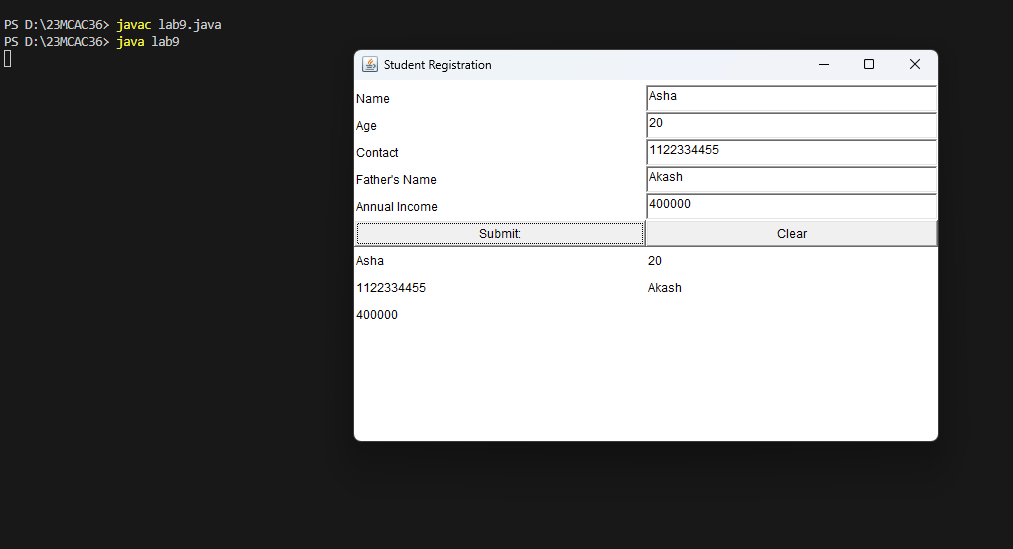 PS D:\23MCAC36> javac lab9.java
PS D:\23MCAC36> java lab9
Student Registration
Name Asha
Age 20
Contact 1122334455
Father's Name Akash
Annual Income 400000
Submit: Clear
Asha 20
1122334455 Akash
400000